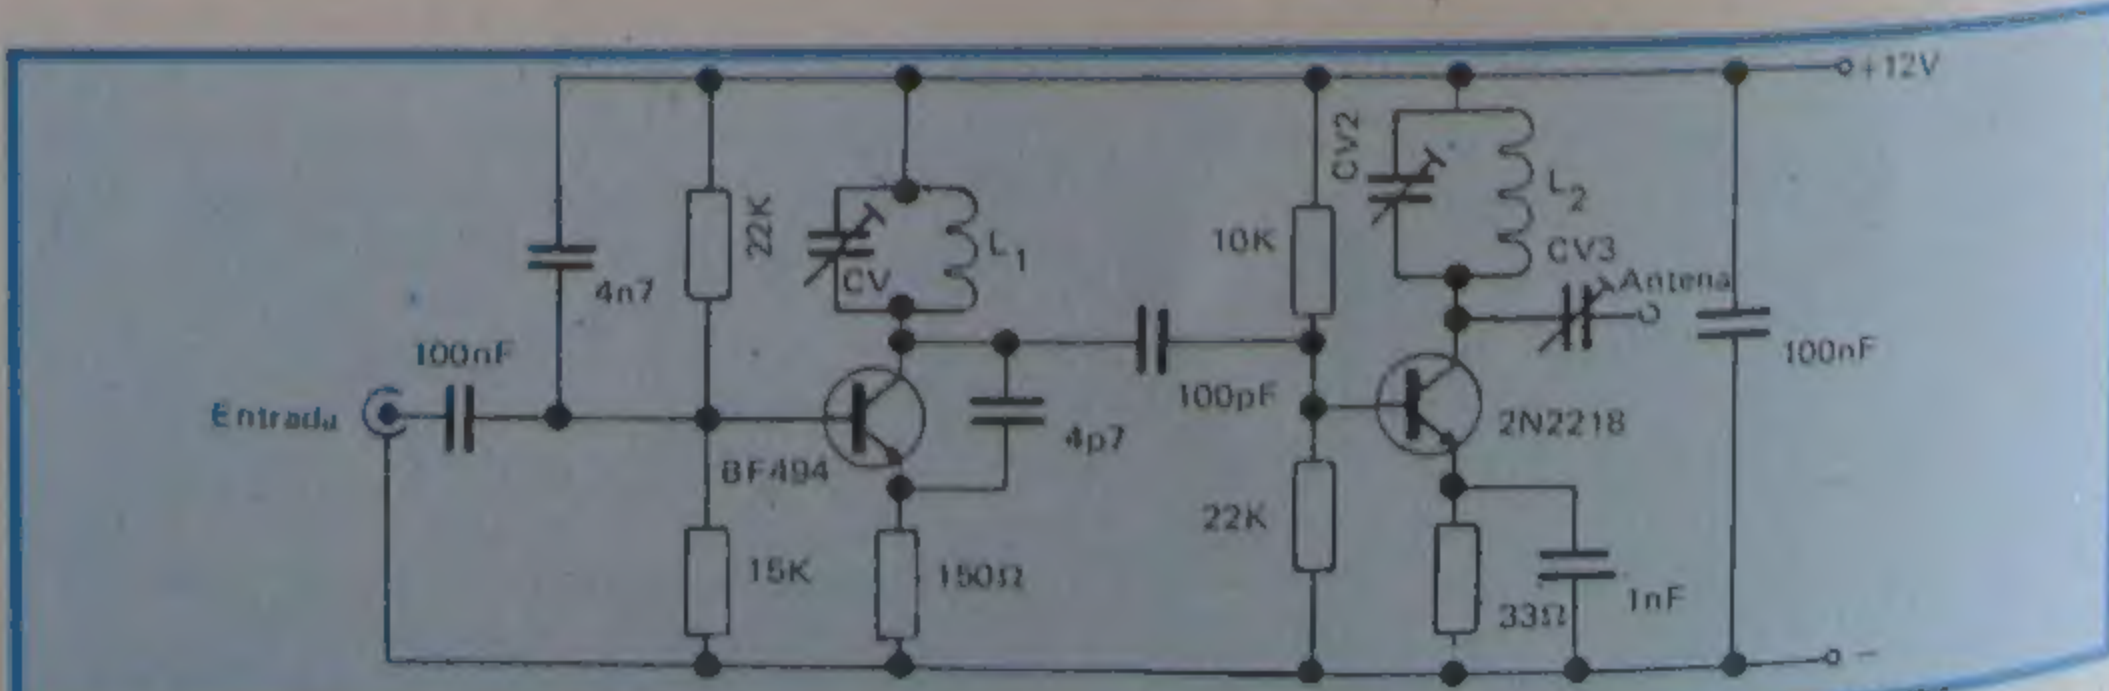 +12V
CV2
22K
L2
10K
L1
CV3
CV
Antena
4n7
100nF
100nF
100pF
Entrada
2N2218
4p7
BF494
22K
15K
150Ω
1nF
33Ω
−